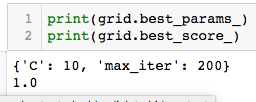 1 print(grid.best_params_)
2 print(grid.best_score_)
{'C': 10, 'max_iter': 200}
1.0